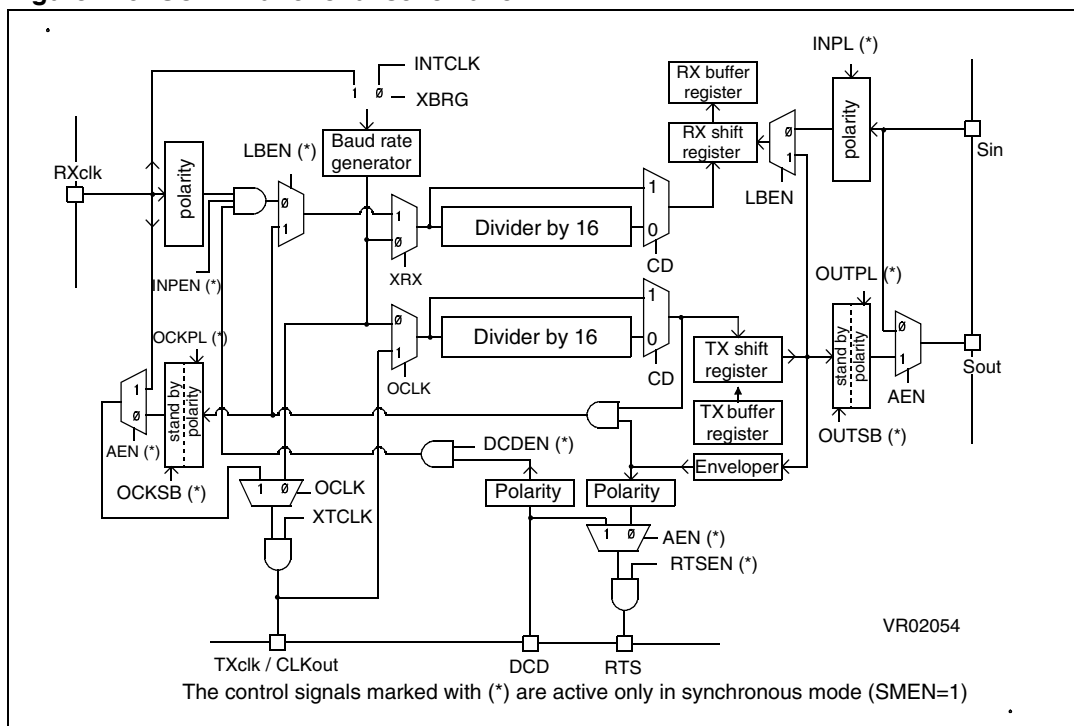 INPL (*)
INTCLK
1 0
XBRG
RX buffer
register
Baud rate
generator
RX shift
register
polarity
0
1
Sin
LBEN (*)
RXclk
polarity
LBEN
0
1
1
0
Divider by 16
1
0
XRX
CD
INPEN (*)
OUTPL (*)
OCKPL (*)
0
1
Divider by 16
1
0
OCLK
CD
TX shift
register
stand by
polarity
0
1
Sout
AEN
1
0
stand by
polarity
TX buffer
register
OUTSB (*)
AEN (*)
DCDEN (*)
Enveloper
OCKSB (*)
1 0
OCLK
Polarity
Polarity
XTCLK
1 0
AEN (*)
RTSEN (*)
VR02054
TXclk / CLKout
DCD
RTS
The control signals marked with (*) are active only in synchronous mode (SMEN=1)